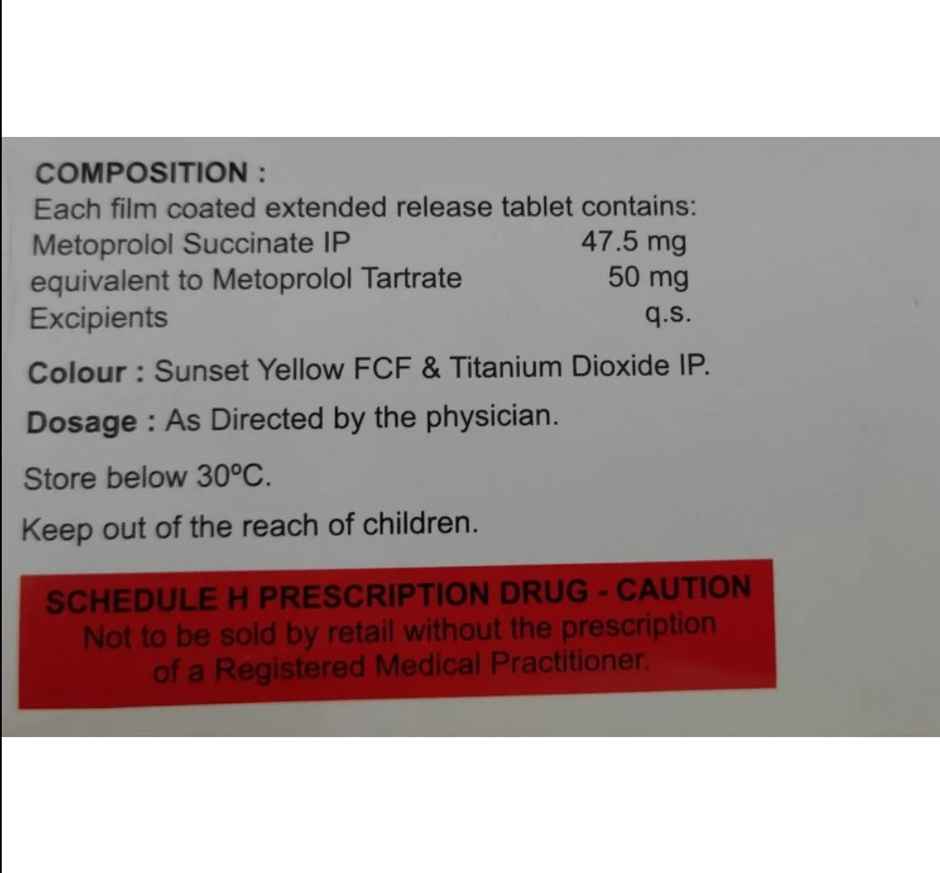 COMPOSITION :
Each film coated extended release tablet contains:
Metoprolol Succinate IP 47.5 mg
equivalent to Metoprolol Tartrate 50 mg
Excipients q.s.
Colour : Sunset Yellow FCF & Titanium Dioxide IP.
Dosage : As Directed by the physician.
Store below 30ºC.
Keep out of the reach of children.
SCHEDULE H PRESCRIPTION DRUG - CAUTION
Not to be sold by retail without the prescription
of a Registered Medical Practitioner.